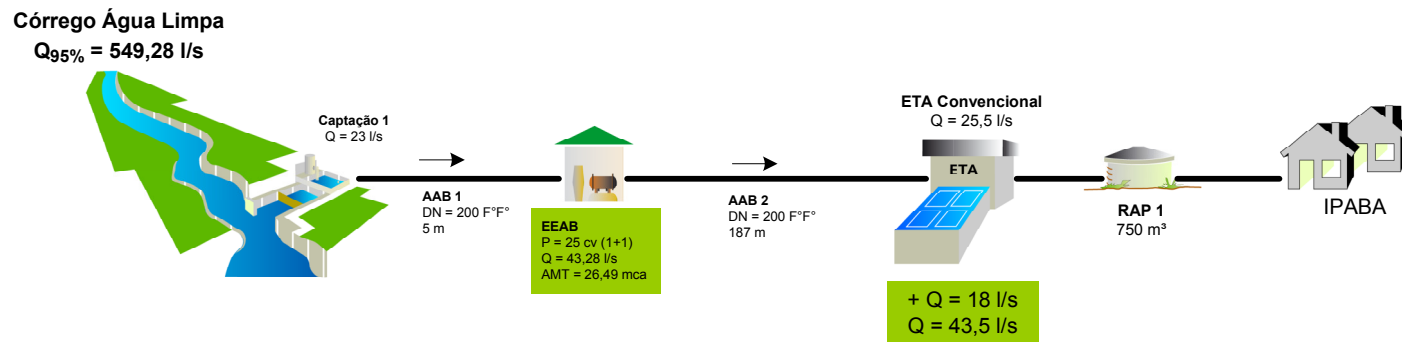 Córrego Água Limpa
Q95% = 549,28 l/s
Captação 1
Q = 23 l/s
AAB 1
DN = 200 F°F°
5 m
EEAB
P = 25 cv (1+1)
Q = 43,28 l/s
AMT = 26,49 mca
AAB 2
DN = 200 F°F°
187 m
ETA Convencional
Q = 25,5 l/s
ETA
+ Q = 18 l/s
Q = 43,5 l/s
RAP 1
750 m³
IPABA